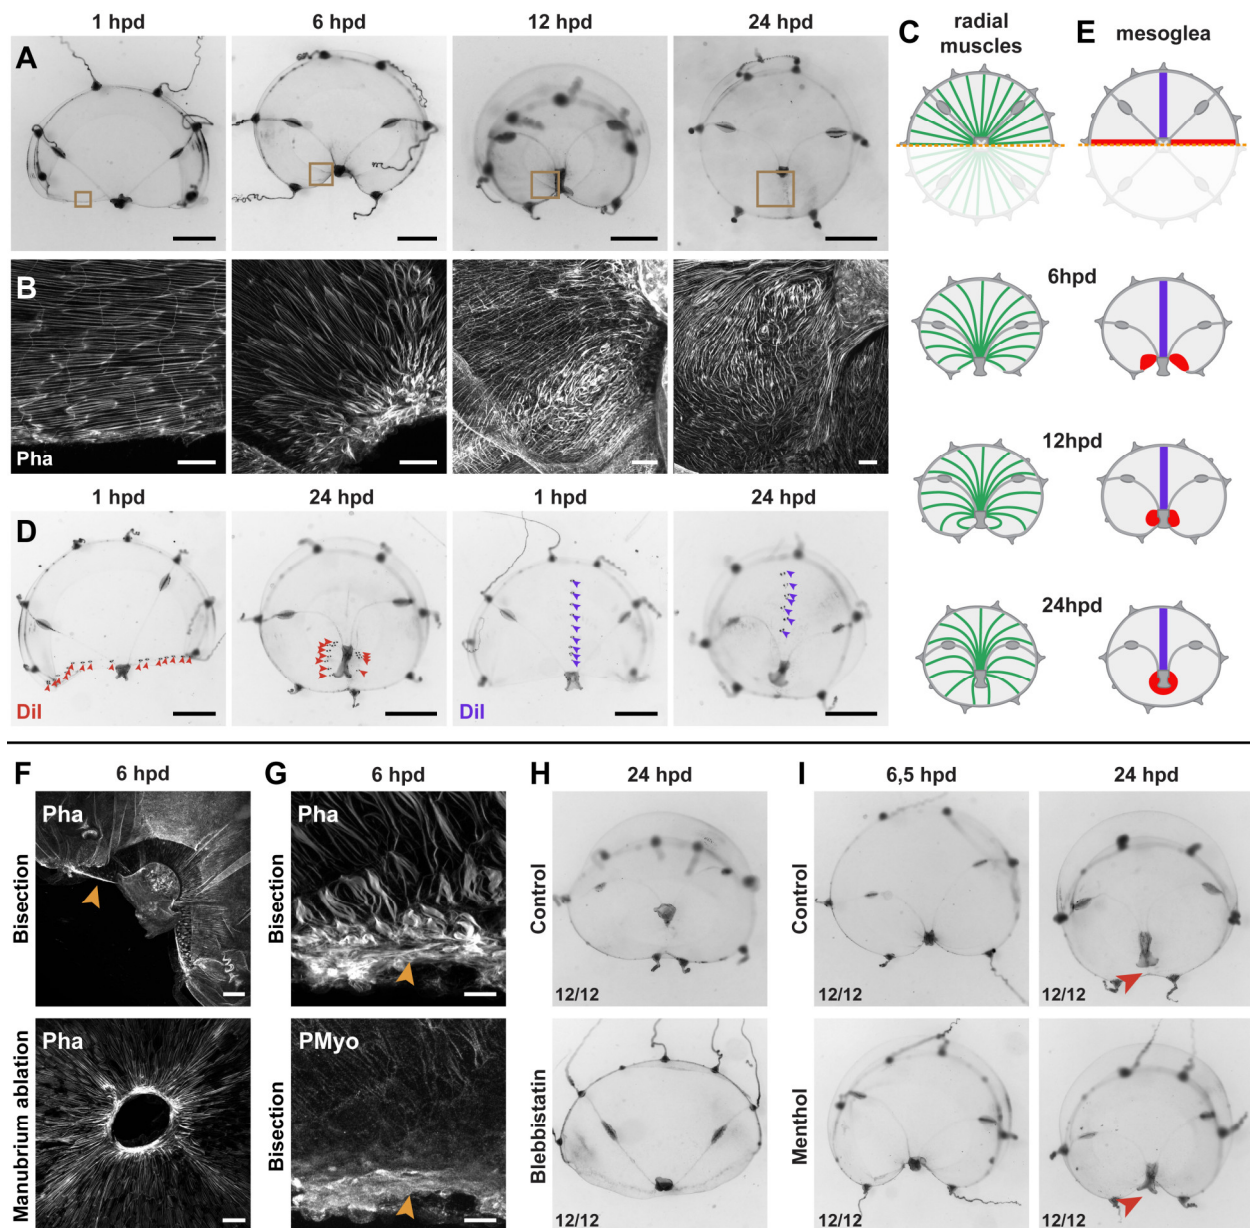 1 hpd
6 hpd
12 hpd
24 hpd
A
C
radial
muscles
E
mesoglea
B
Pha
6hpd
12hpd
24hpd
1 hpd
24 hpd
1 hpd
24 hpd
D
DiI
DiI
F
6 hpd
G
6 hpd
H
24 hpd
I
6,5 hpd
24 hpd
Bisection
Pha
Bisection
Pha
Control
12/12
Control
12/12
12/12
Manubrium ablation
Pha
Bisection
PMyo
Blebbistatin
12/12
Menthol
12/12
12/12